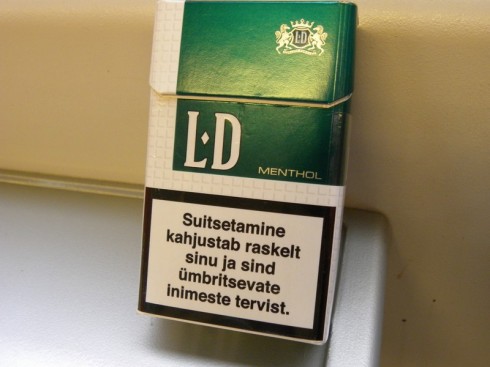 L·D
L·D
MENTHOL
Suitsetamine
kahjustab raskelt
sinu ja sind
ümbritsevate
inimeste tervist.